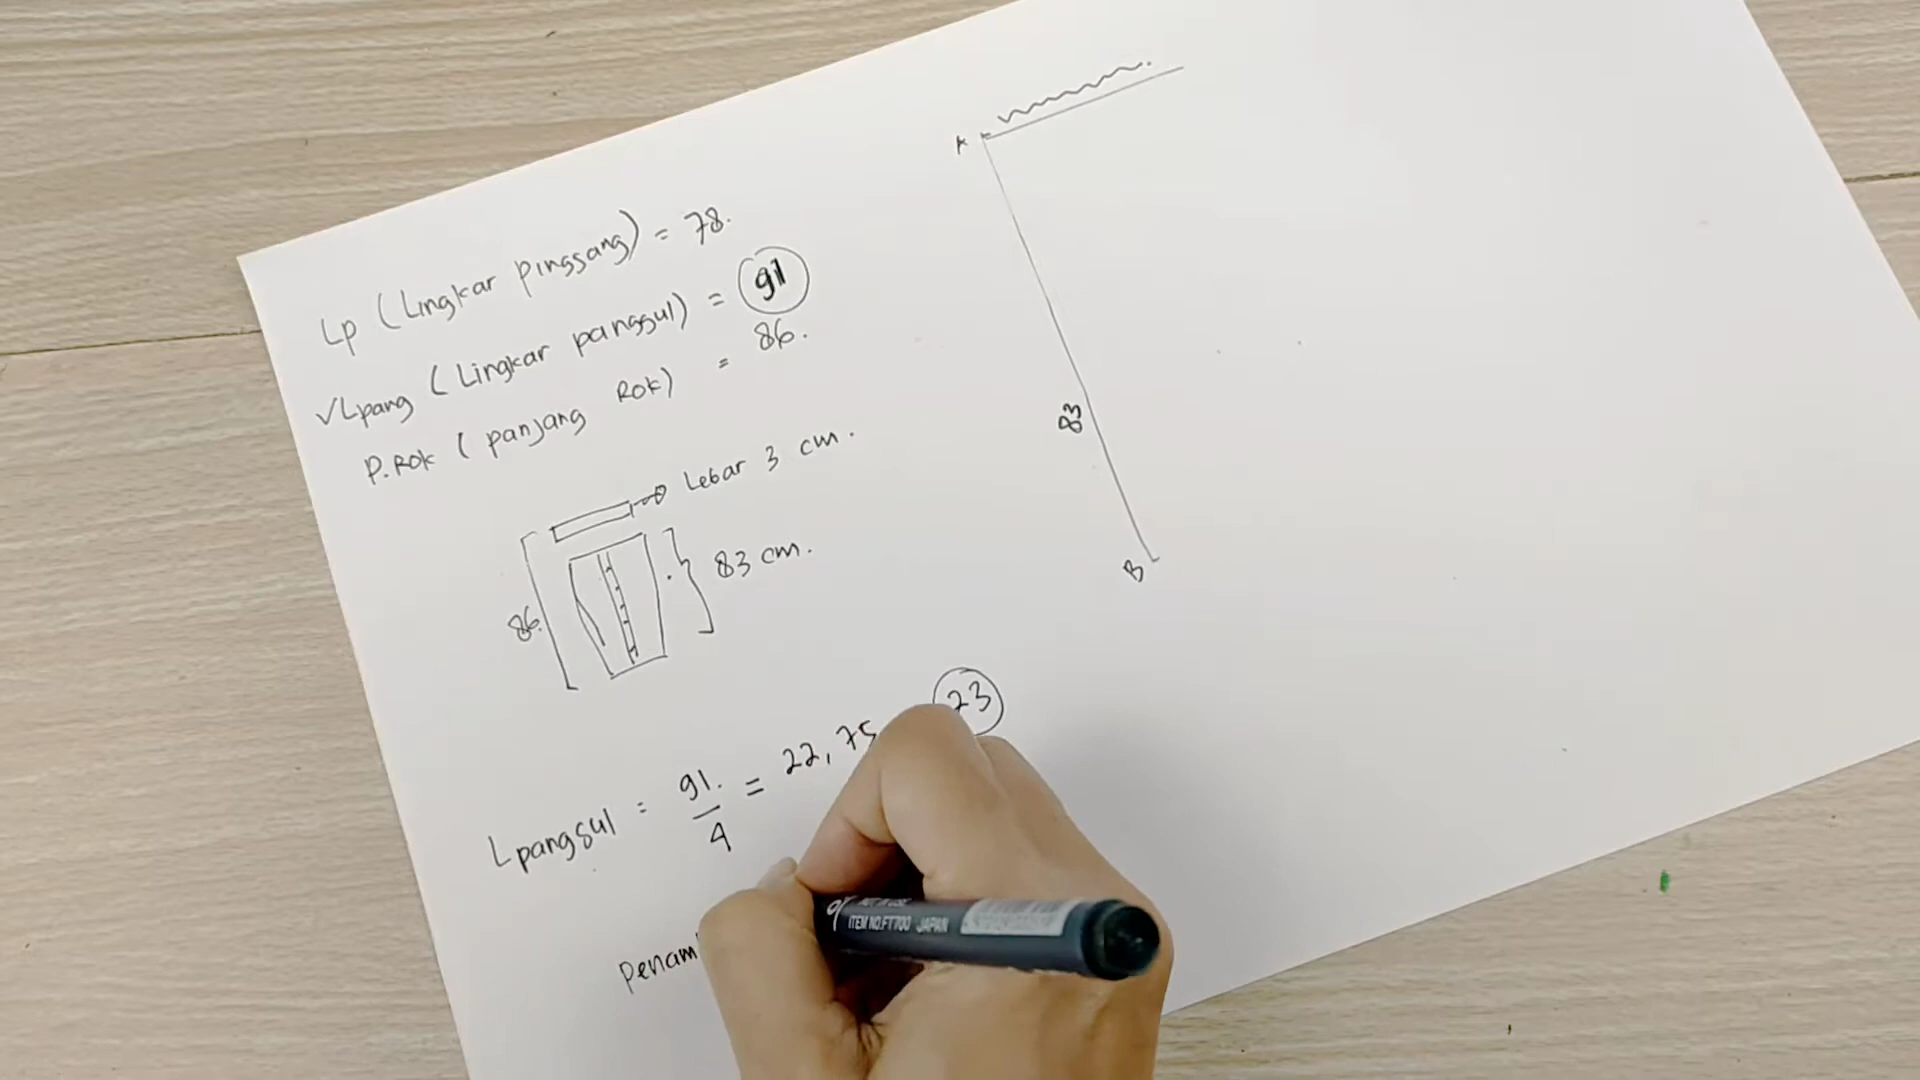 Lp (Lingkar pinggang) = 78.
✓Lpang (Lingkar panggul) = 91
P.Rok ( panjang Rok) = 86.
Lebar 3 cm.
86.
83 cm.
Lpanggul = 91. / 4 = 22,75 23
penam
A
83
B
ITEM NO.FT700 JAPAN